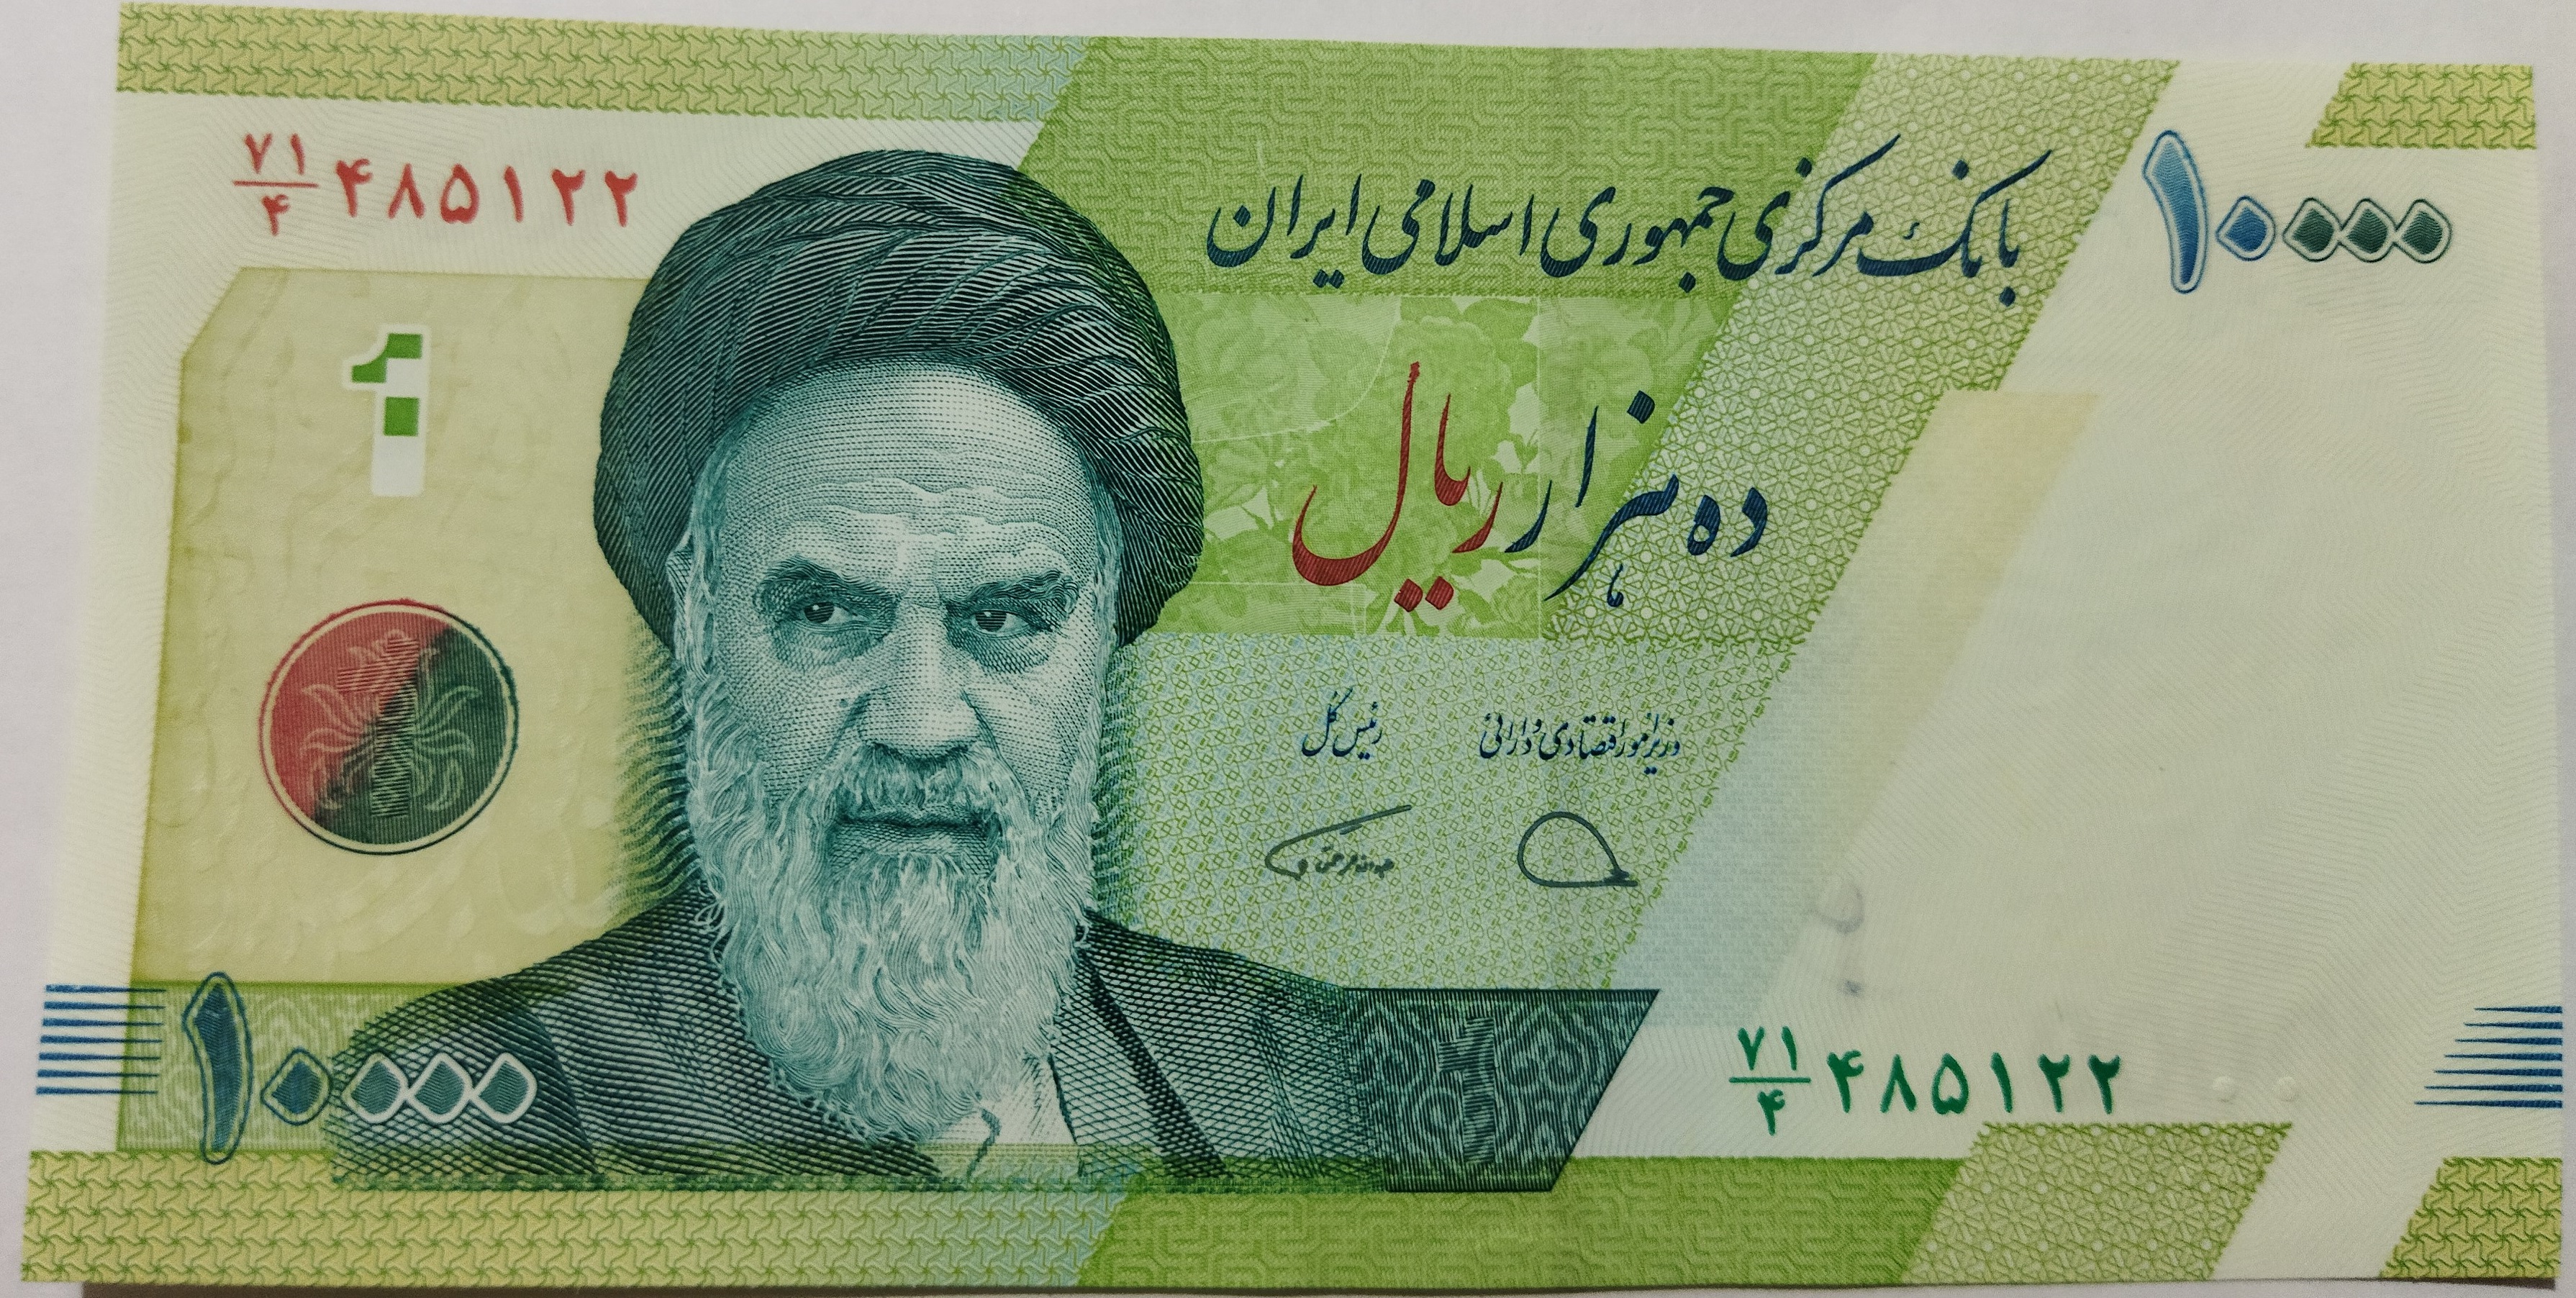 بانک مرکزی جمهوری اسلامی ایران
۱۰۰۰۰
۷۱/۴ ۴۸۵۱۲۲
۱
ده هزار ریال
وزیر امور اقتصادی و دارائی
رئیس کل
۱۰۰۰۰
۱
۷۱/۴ ۴۸۵۱۲۲